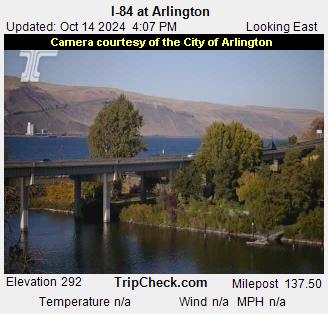 I-84 at Arlington
Updated: Oct 14 2024 4:07 PM Looking East
Camera courtesy of the City of Arlington
Elevation 292 TripCheck.com Milepost 137.50
Temperature n/a Wind n/a MPH n/a